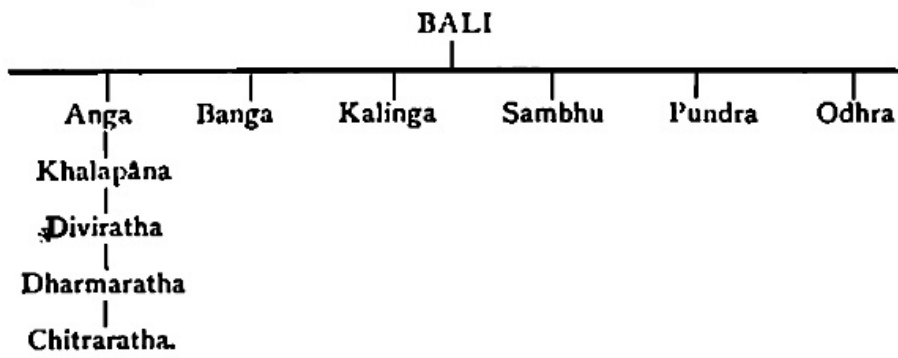 BALI
Anga Banga Kalinga Sambhu Pundra Odhra
Khalapâna
Diviratha
Dharmaratha
Chitraratha.